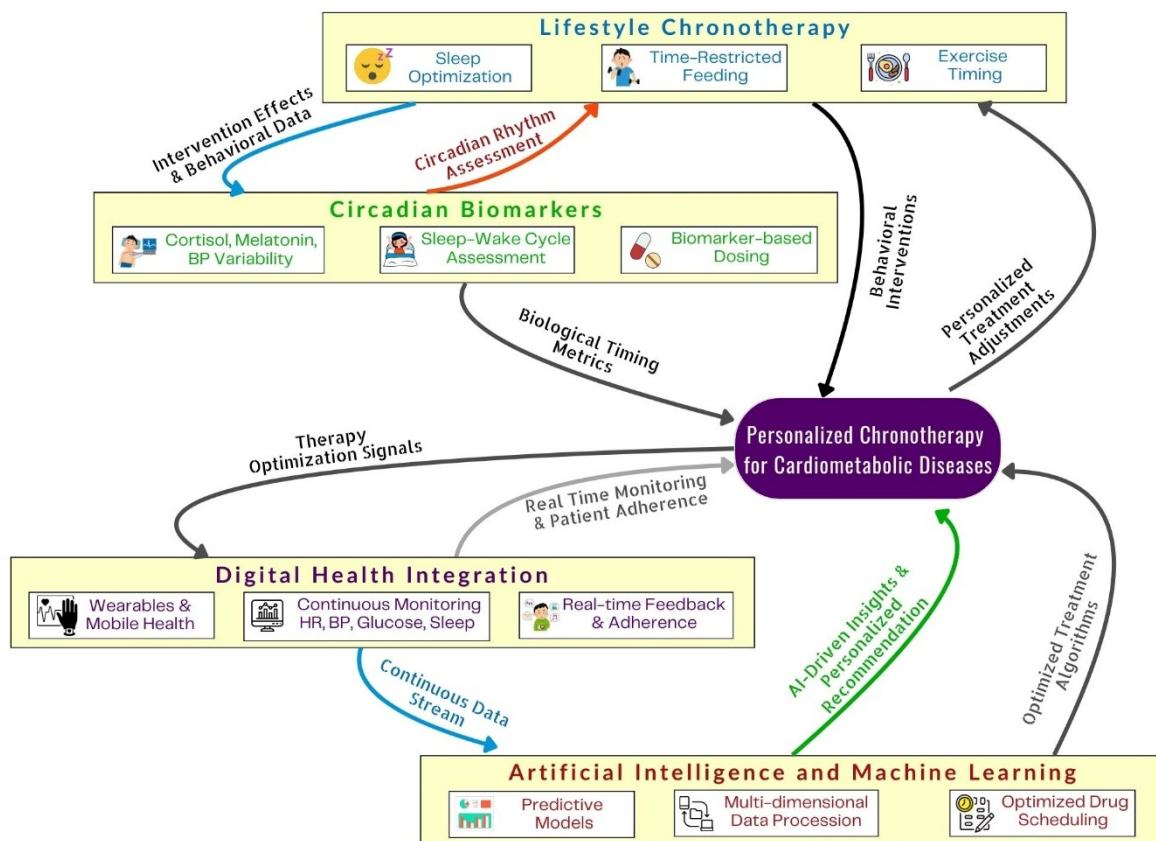 Lifestyle Chronotherapy
z z
Sleep
Optimization
Time-Restricted
Feeding
Exercise
Timing
Intervention Effects
& Behavioral Data
Circadian Rhythm
Assessment
Circadian Biomarkers
Cortisol, Melatonin,
BP Variability
Sleep-Wake Cycle
Assessment
Biomarker-based
Dosing
Behavioral
Interventions
Personalized
Treatment
Adjustments
Biological Timing
Metrics
Personalized Chronotherapy
for Cardiometabolic Diseases
Therapy
Optimization Signals
Real Time Monitoring
& Patient Adherence
Digital Health Integration
Wearables &
Mobile Health
Continuous Monitoring
HR, BP, Glucose, Sleep
Real-time Feedback
& Adherence
Continuous Data
Stream
AI-Driven Insights &
Personalized
Recommendation
Optimized Treatment
Algorithms
Artificial Intelligence and Machine Learning
Predictive
Models
Multi-dimensional
Data Procession
Optimized Drug
Scheduling